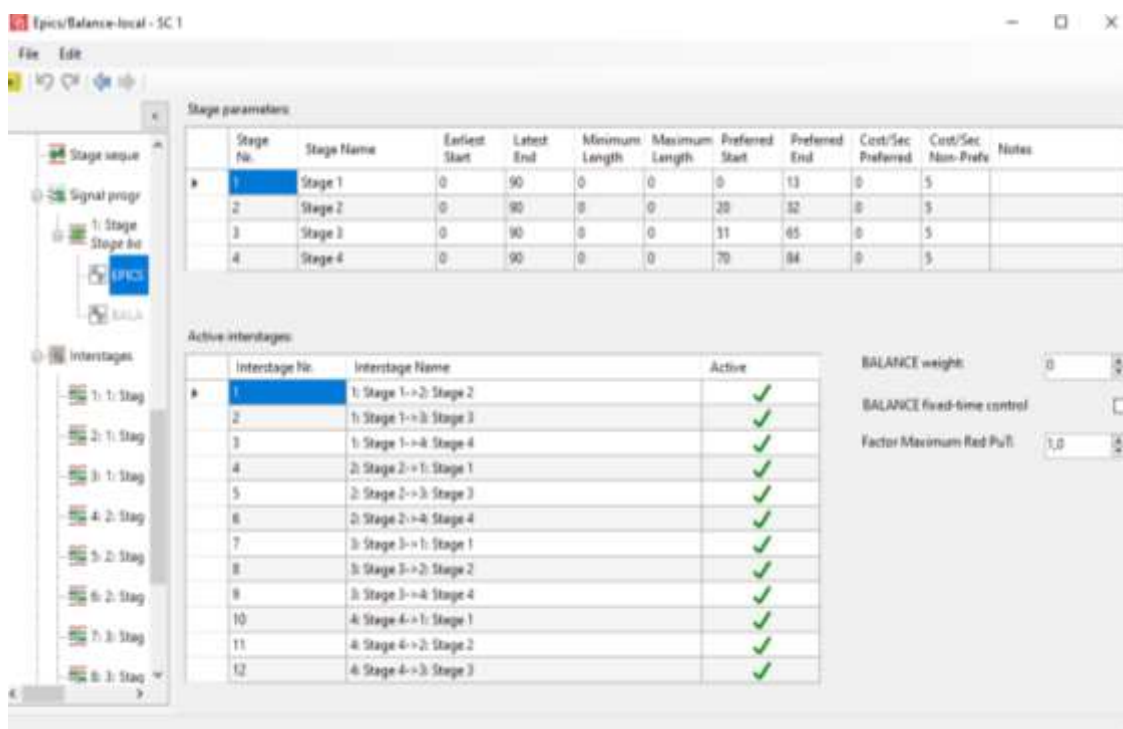 Epics/Balance-local - SC 1
File Edit
Stage parameters:
Stage Nr. Stage Name Earliest Start Latest End Minimum Length Maximum Length Preferred Start Preferred End Cost/Sec Preferred Cost/Sec Non-Prefe Notes
1 Stage 1 0 90 0 0 0 13 0 5
2 Stage 2 0 90 0 0 20 32 0 5
3 Stage 3 0 90 0 0 51 65 0 5
4 Stage 4 0 90 0 0 70 84 0 5
Stage seque
Signal progr
1: Stage
Stage ba
EPICS
BALA
Interstages
1: 1: Stag
2: 1: Stag
3: 1: Stag
4: 2: Stag
5: 2: Stag
6: 2: Stag
7: 3: Stag
8: 3: Stag
Active interstages:
Interstage Nr. Interstage Name Active
1 1: Stage 1->2: Stage 2
2 1: Stage 1->3: Stage 3
3 1: Stage 1->4: Stage 4
4 2: Stage 2->1: Stage 1
5 2: Stage 2->3: Stage 3
6 2: Stage 2->4: Stage 4
7 3: Stage 3->1: Stage 1
8 3: Stage 3->2: Stage 2
9 3: Stage 3->4: Stage 4
10 4: Stage 4->1: Stage 1
11 4: Stage 4->2: Stage 2
12 4: Stage 4->3: Stage 3
BALANCE weight: 0
BALANCE fixed-time control
Factor Maximum Red PuT: 1,0